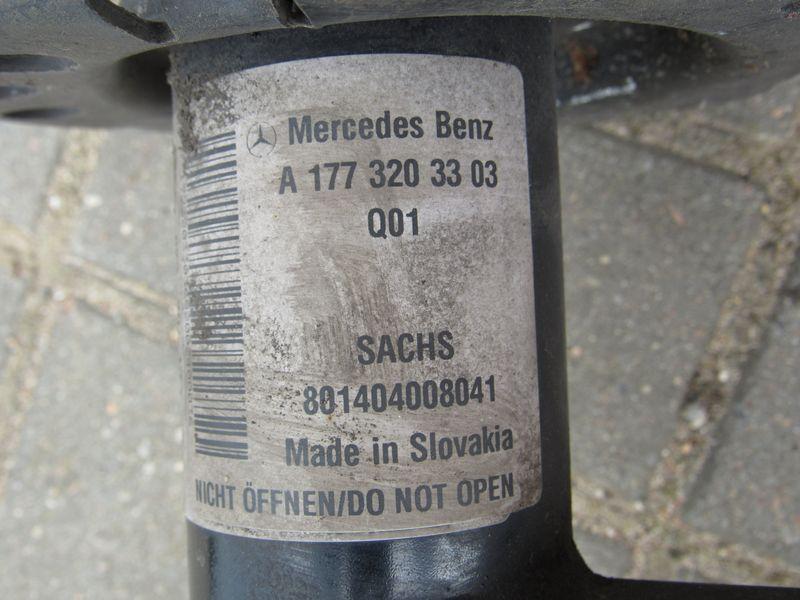 Mercedes Benz
A 177 320 33 03
Q01
SACHS
801404008041
Made in Slovakia
NICHT ÖFFNEN/DO NOT OPEN